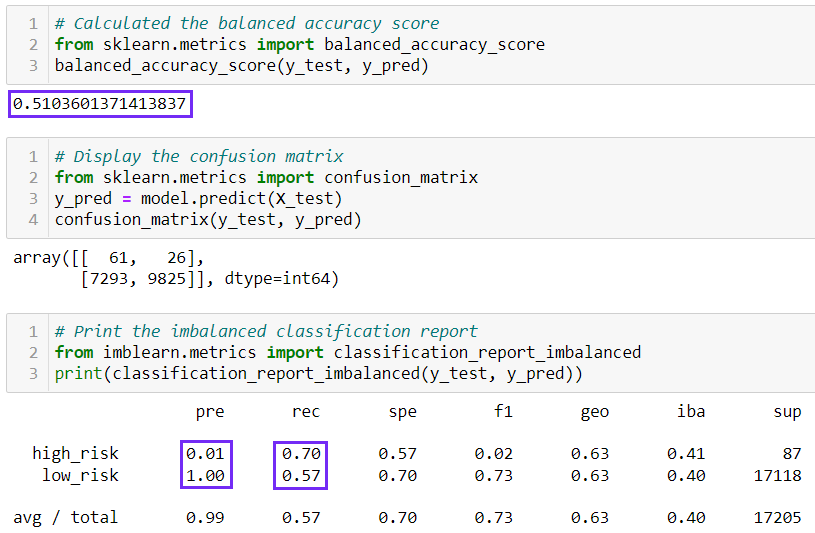 1 # Calculated the balanced accuracy score
2 from sklearn.metrics import balanced_accuracy_score
3 balanced_accuracy_score(y_test, y_pred)
0.5103601371413837
1 # Display the confusion matrix
2 from sklearn.metrics import confusion_matrix
3 y_pred = model.predict(X_test)
4 confusion_matrix(y_test, y_pred)
array([[  61,   26],
       [7293, 9825]], dtype=int64)
1 # Print the imbalanced classification report
2 from imblearn.metrics import classification_report_imbalanced
3 print(classification_report_imbalanced(y_test, y_pred))
pre rec spe f1 geo iba sup
high_risk 0.01 0.70 0.57 0.02 0.63 0.41 87
low_risk 1.00 0.57 0.70 0.73 0.63 0.40 17118
avg / total 0.99 0.57 0.70 0.73 0.63 0.40 17205